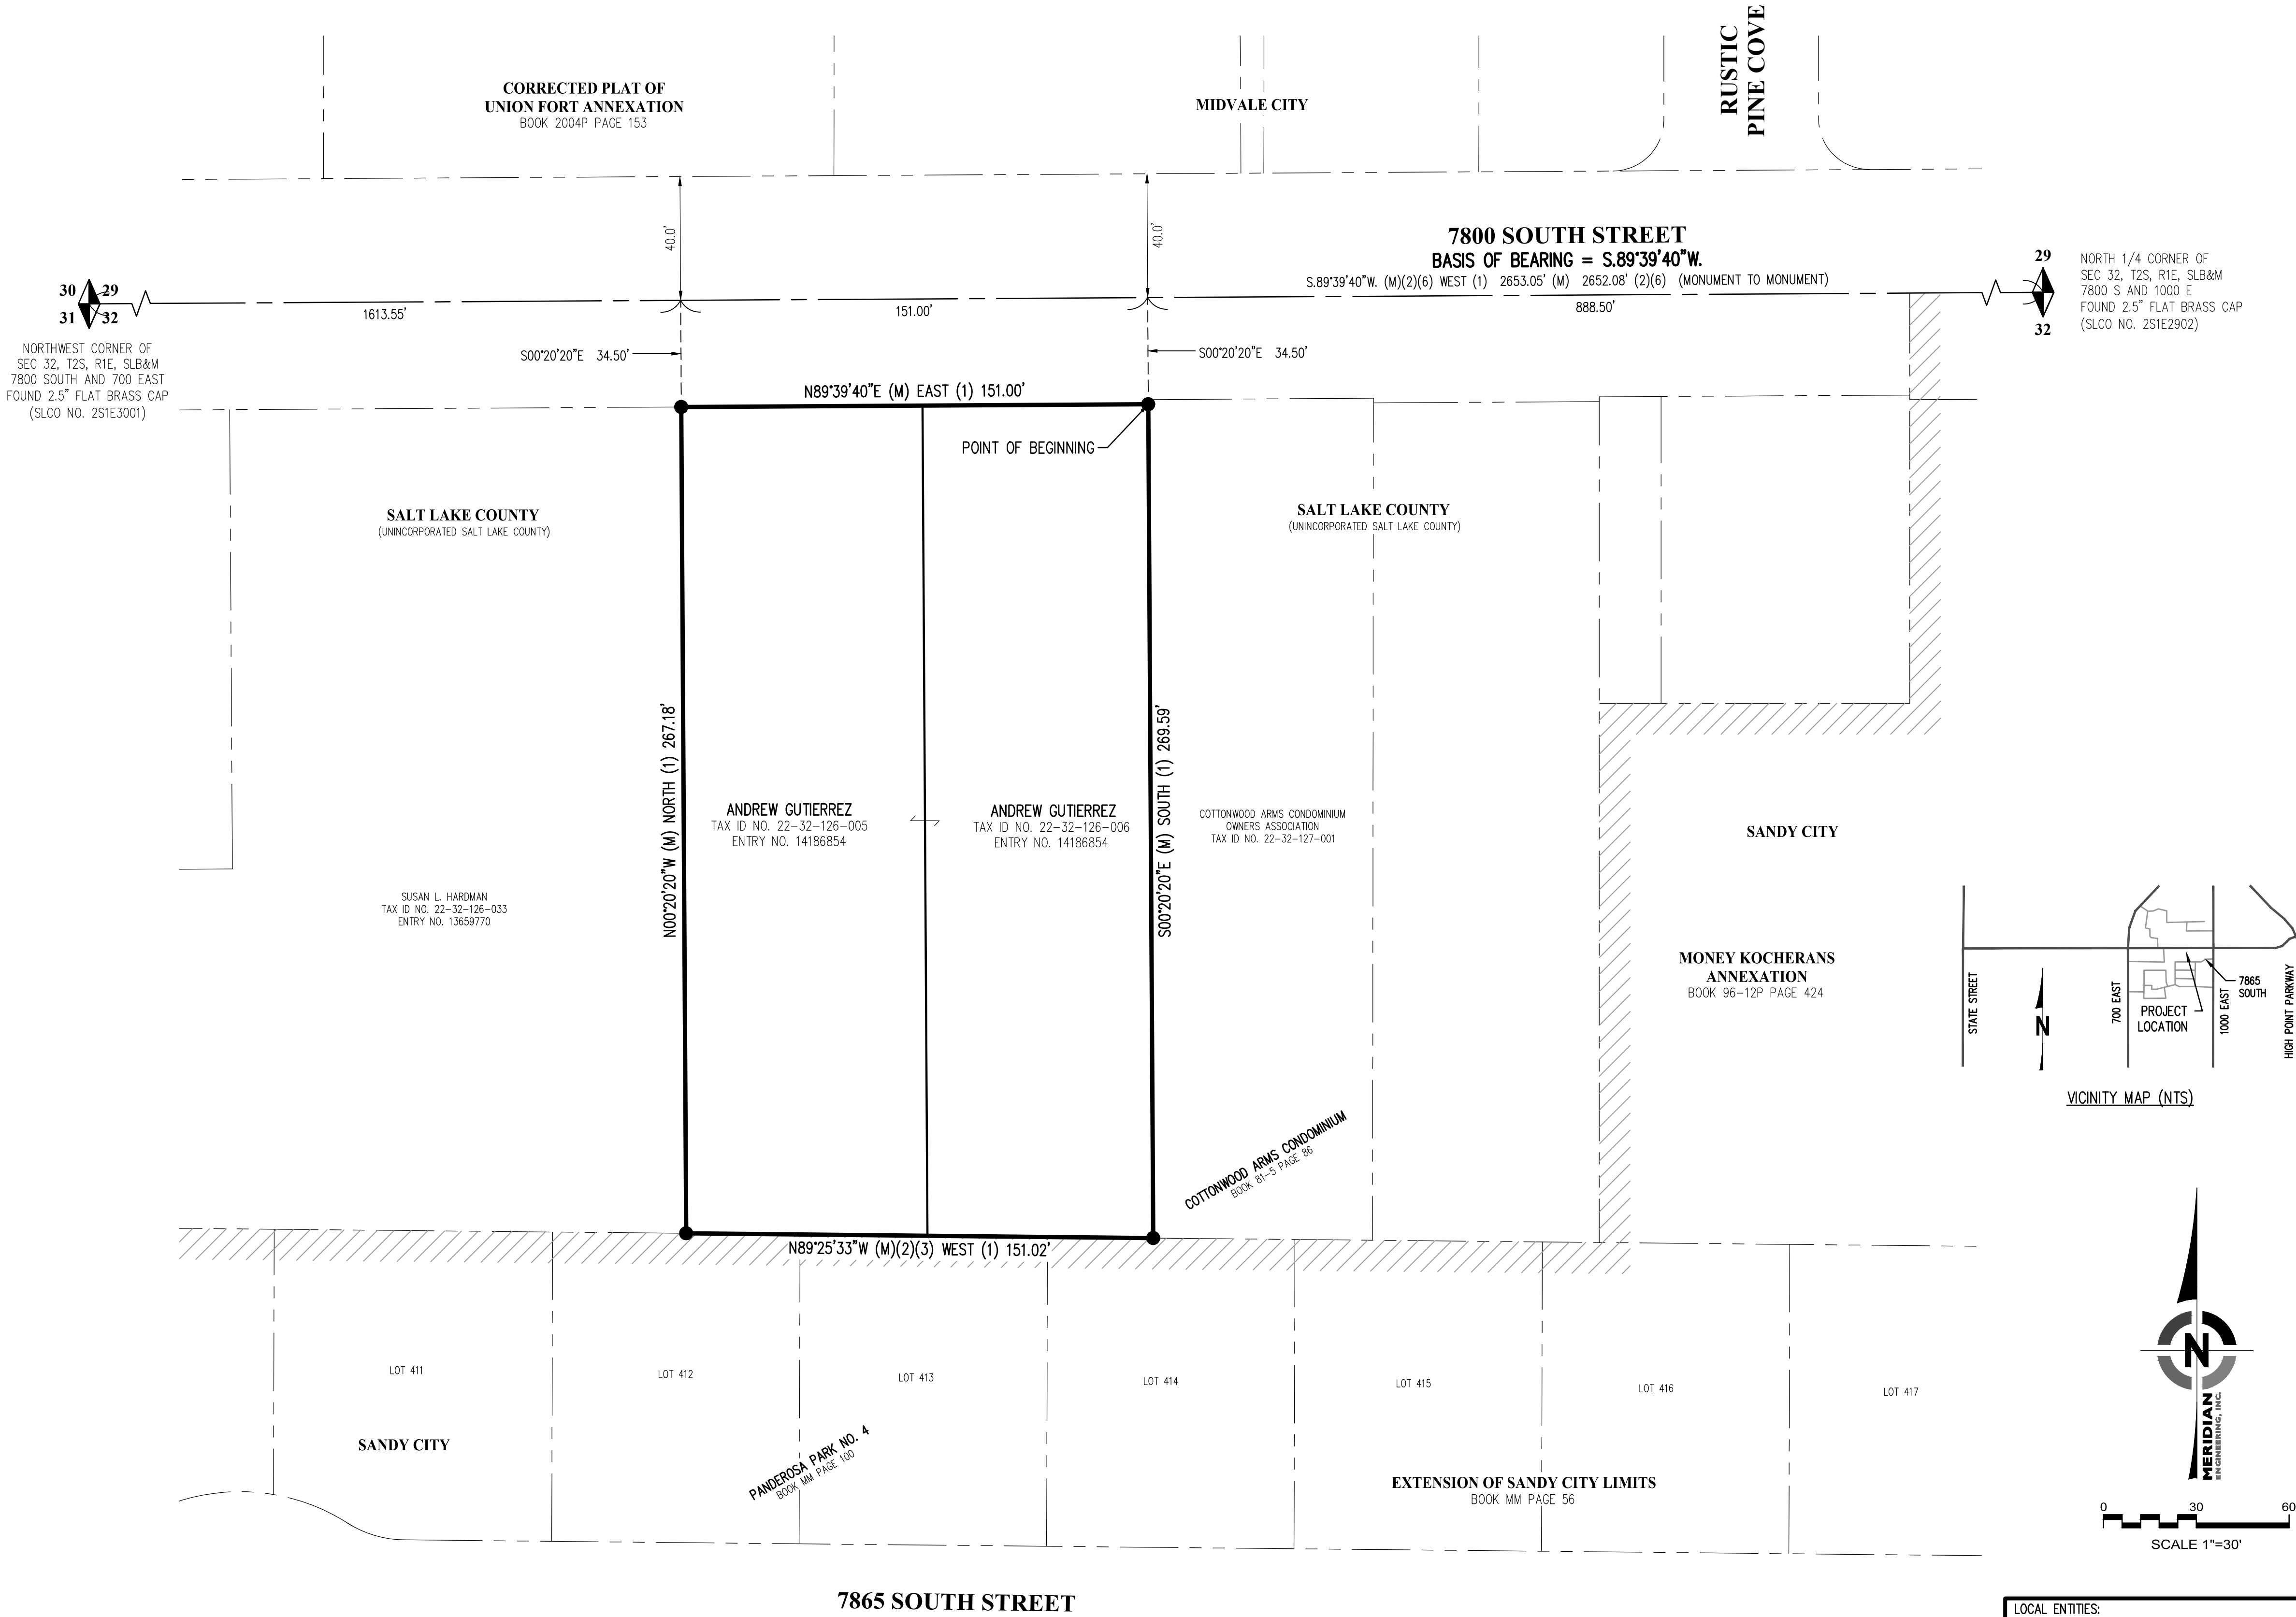 RUSTIC
PINE COVE
CORRECTED PLAT OF
UNION FORT ANNEXATION
BOOK 2004P PAGE 153
MIDVALE CITY
40.0'
40.0'
7800 SOUTH STREET
BASIS OF BEARING = S.89°39'40"W.
S.89°39'40"W. (M)(2)(6) WEST (1) 2653.05' (M) 2652.08' (2)(6) (MONUMENT TO MONUMENT)
30 29
31 32
NORTHWEST CORNER OF
SEC 32, T2S, R1E, SLB&M
7800 SOUTH AND 700 EAST
FOUND 2.5" FLAT BRASS CAP
(SLCO NO. 2S1E3001)
1613.55'
151.00'
888.50'
29
32
NORTH 1/4 CORNER OF
SEC 32, T2S, R1E, SLB&M
7800 S AND 1000 E
FOUND 2.5" FLAT BRASS CAP
(SLCO NO. 2S1E2902)
S00°20'20"E 34.50'
S00°20'20"E 34.50'
N89°39'40"E (M) EAST (1) 151.00'
POINT OF BEGINNING
SALT LAKE COUNTY
(UNINCORPORATED SALT LAKE COUNTY)
SALT LAKE COUNTY
(UNINCORPORATED SALT LAKE COUNTY)
N00°20'20"W (M) NORTH (1) 267.18'
S00°20'20"E (M) SOUTH (1) 269.59'
ANDREW GUTIERREZ
TAX ID NO. 22-32-126-005
ENTRY NO. 14186854
ANDREW GUTIERREZ
TAX ID NO. 22-32-126-006
ENTRY NO. 14186854
COTTONWOOD ARMS CONDOMINIUM
OWNERS ASSOCIATION
TAX ID NO. 22-32-127-001
SANDY CITY
SUSAN L. HARDMAN
TAX ID NO. 22-32-126-033
ENTRY NO. 13659770
MONEY KOCHERANS
ANNEXATION
BOOK 96-12P PAGE 424
STATE STREET
N
700 EAST
PROJECT
LOCATION
1000 EAST
7865
SOUTH
HIGH POINT PARKWAY
VICINITY MAP (NTS)
COTTONWOOD ARMS CONDOMINIUM
BOOK 81-5 PAGE 86
N89°25'33"W (M)(2)(3) WEST (1) 151.02'
LOT 411
LOT 412
LOT 413
LOT 414
LOT 415
LOT 416
LOT 417
SANDY CITY
PANDEROSA PARK NO. 4
BOOK MM PAGE 100
EXTENSION OF SANDY CITY LIMITS
BOOK MM PAGE 56
N
MERIDIAN
ENGINEERING, INC.
0 30 60
SCALE 1"=30'
7865 SOUTH STREET
LOCAL ENTITIES: